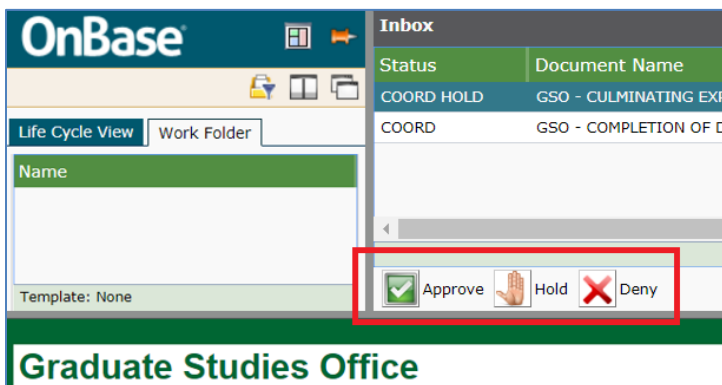 OnBase
Life Cycle View Work Folder
Name
Template: None
Inbox
Status Document Name
COORD HOLD GSO - CULMINATING EXP
COORD GSO - COMPLETION OF D
Approve Hold Deny
Graduate Studies Office